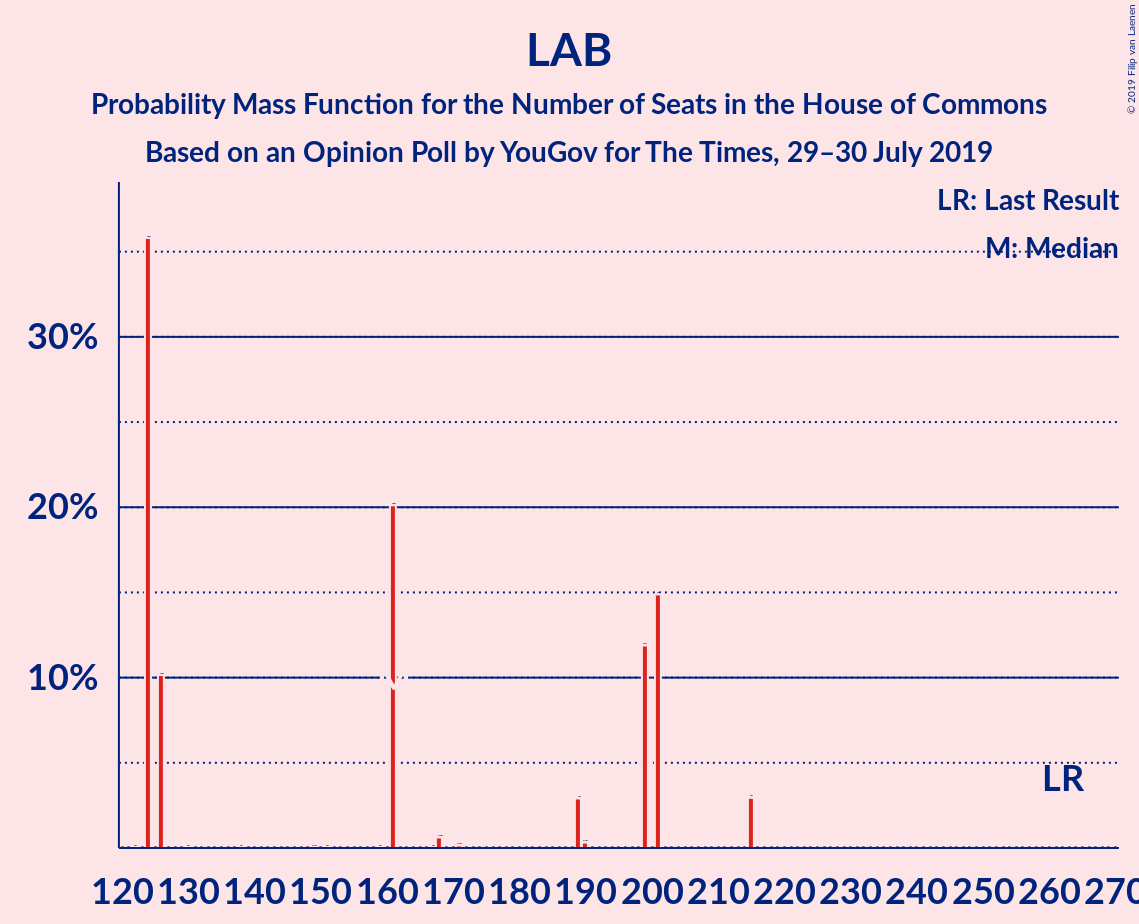 © 2019 Filip van Laenen
LAB
Probability Mass Function for the Number of Seats in the House of Commons
Based on an Opinion Poll by YouGov for The Times, 29–30 July 2019
LR: Last Result
M: Median
30%
20%
10%
LR
120 130 140 150 160 170 180 190 200 210 220 230 240 250 260 270